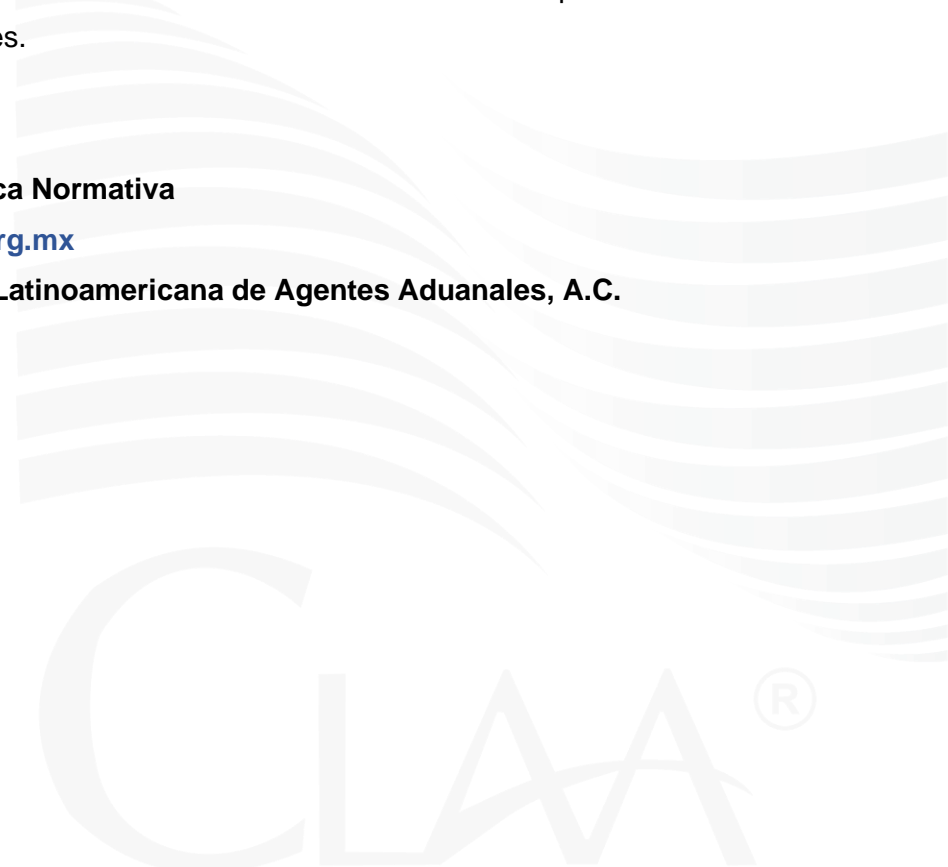 es.
ca Normativa
rg.mx
Latinoamericana de Agentes Aduanales, A.C.
CLAA®